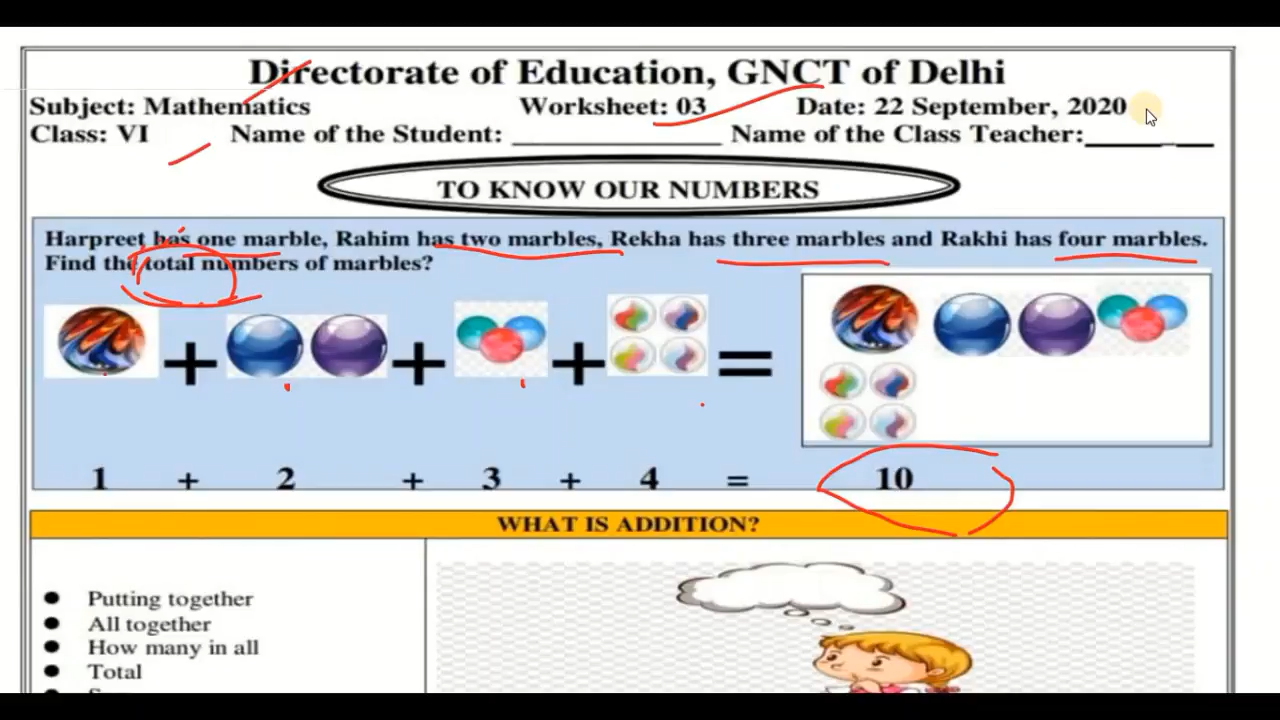 Directorate of Education, GNCT of Delhi
Subject: Mathematics Worksheet: 03 Date: 22 September, 2020
Class: VI Name of the Student: ______________ Name of the Class Teacher:_____ __
TO KNOW OUR NUMBERS
Harpreet has one marble, Rahim has two marbles, Rekha has three marbles and Rakhi has four marbles.
Find the total numbers of marbles?
+ + + =
1 + 2 + 3 + 4 = 10
WHAT IS ADDITION?
● Putting together
● All together
● How many in all
● Total